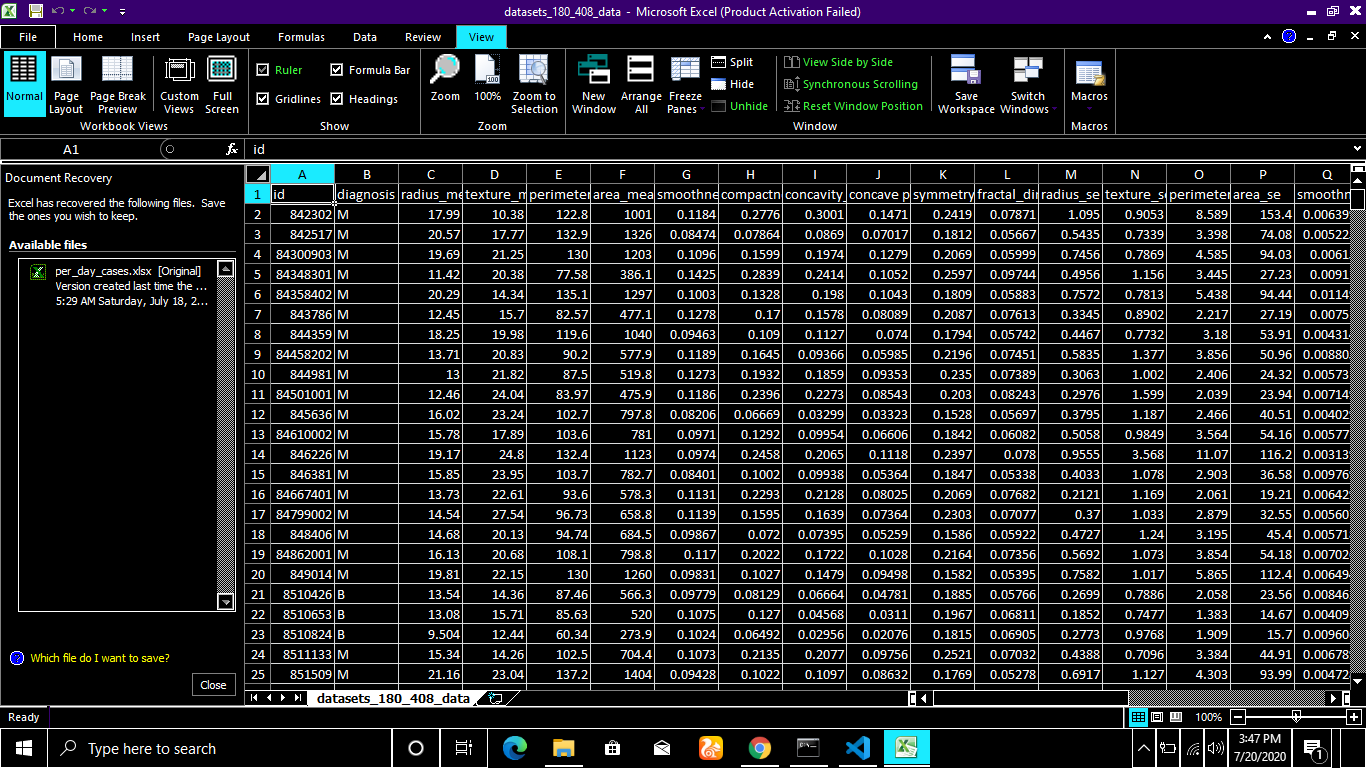 datasets_180_408_data - Microsoft Excel (Product Activation Failed)
File Home Insert Page Layout Formulas Data Review View
Normal
Page Layout
Page Break Preview
Custom Views
Full Screen
Workbook Views
Ruler
Formula Bar
Gridlines
Headings
Show
Zoom
100%
Zoom to Selection
Zoom
New Window
Arrange All
Freeze Panes
Split
Hide
Unhide
View Side by Side
Synchronous Scrolling
Reset Window Position
Window
Save Workspace
Switch Windows
Macros
Macros
A1 fx id
Document Recovery
Excel has recovered the following files. Save
the ones you wish to keep.
Available files
per_day_cases.xlsx [Original]
Version created last time the ...
5:29 AM Saturday, July 18, 2...
Which file do I want to save?
Close
A B C D E F G H I J K L M N O P Q
1 id diagnosis radius_me texture_m perimeter area_mea smoothne compactn concavity_ concave p symmetry fractal_dir radius_se texture_se perimeter area_se smoothn
2 842302 M 17.99 10.38 122.8 1001 0.1184 0.2776 0.3001 0.1471 0.2419 0.07871 1.095 0.9053 8.589 153.4 0.00639
3 842517 M 20.57 17.77 132.9 1326 0.08474 0.07864 0.0869 0.07017 0.1812 0.05667 0.5435 0.7339 3.398 74.08 0.00522
4 84300903 M 19.69 21.25 130 1203 0.1096 0.1599 0.1974 0.1279 0.2069 0.05999 0.7456 0.7869 4.585 94.03 0.0061
5 84348301 M 11.42 20.38 77.58 386.1 0.1425 0.2839 0.2414 0.1052 0.2597 0.09744 0.4956 1.156 3.445 27.23 0.0091
6 84358402 M 20.29 14.34 135.1 1297 0.1003 0.1328 0.198 0.1043 0.1809 0.05883 0.7572 0.7813 5.438 94.44 0.0114
7 843786 M 12.45 15.7 82.57 477.1 0.1278 0.17 0.1578 0.08089 0.2087 0.07613 0.3345 0.8902 2.217 27.19 0.0075
8 844359 M 18.25 19.98 119.6 1040 0.09463 0.109 0.1127 0.074 0.1794 0.05742 0.4467 0.7732 3.18 53.91 0.004314
9 84458202 M 13.71 20.83 90.2 577.9 0.1189 0.1645 0.09366 0.05985 0.2196 0.07451 0.5835 1.377 3.856 50.96 0.00880
10 844981 M 13 21.82 87.5 519.8 0.1273 0.1932 0.1859 0.09353 0.235 0.07389 0.3063 1.002 2.406 24.32 0.00573
11 84501001 M 12.46 24.04 83.97 475.9 0.1186 0.2396 0.2273 0.08543 0.203 0.08243 0.2976 1.599 2.039 23.94 0.00714
12 845636 M 16.02 23.24 102.7 797.8 0.08206 0.06669 0.03299 0.03323 0.1528 0.05697 0.3795 1.187 2.466 40.51 0.00402
13 84610002 M 15.78 17.89 103.6 781 0.0971 0.1292 0.09954 0.06606 0.1842 0.06082 0.5058 0.9849 3.564 54.16 0.00577
14 846226 M 19.17 24.8 132.4 1123 0.0974 0.2458 0.2065 0.1118 0.2397 0.078 0.9555 3.568 11.07 116.2 0.00313
15 846381 M 15.85 23.95 103.7 782.7 0.08401 0.1002 0.09938 0.05364 0.1847 0.05338 0.4033 1.078 2.903 36.58 0.00976
16 84667401 M 13.73 22.61 93.6 578.3 0.1131 0.2293 0.2128 0.08025 0.2069 0.07682 0.2121 1.169 2.061 19.21 0.00642
17 84799002 M 14.54 27.54 96.73 658.8 0.1139 0.1595 0.1639 0.07364 0.2303 0.07077 0.37 1.033 2.879 32.55 0.00560
18 848406 M 14.68 20.13 94.74 684.5 0.09867 0.072 0.07395 0.05259 0.1586 0.05922 0.4727 1.24 3.195 45.4 0.00571
19 84862001 M 16.13 20.68 108.1 798.8 0.117 0.2022 0.1722 0.1028 0.2164 0.07356 0.5692 1.073 3.854 54.18 0.00702
20 849014 M 19.81 22.15 130 1260 0.09831 0.1027 0.1479 0.09498 0.1582 0.05395 0.7582 1.017 5.865 112.4 0.006494
21 8510426 B 13.54 14.36 87.46 566.3 0.09779 0.08129 0.06664 0.04781 0.1885 0.05766 0.2699 0.7886 2.058 23.56 0.00846
22 8510653 B 13.08 15.71 85.63 520 0.1075 0.127 0.04568 0.0311 0.1967 0.06811 0.1852 0.7477 1.383 14.67 0.00409
23 8510824 B 9.504 12.44 60.34 273.9 0.1024 0.06492 0.02956 0.02076 0.1815 0.06905 0.2773 0.9768 1.909 15.7 0.00960
24 8511133 M 15.34 14.26 102.5 704.4 0.1073 0.2135 0.2077 0.09756 0.2521 0.07032 0.4388 0.7096 3.384 44.91 0.00678
25 851509 M 21.16 23.04 137.2 1404 0.09428 0.1022 0.1097 0.08632 0.1769 0.05278 0.6917 1.127 4.303 93.99 0.00472
datasets_180_408_data
Ready 100%
Type here to search
3:47 PM
7/20/2020
1